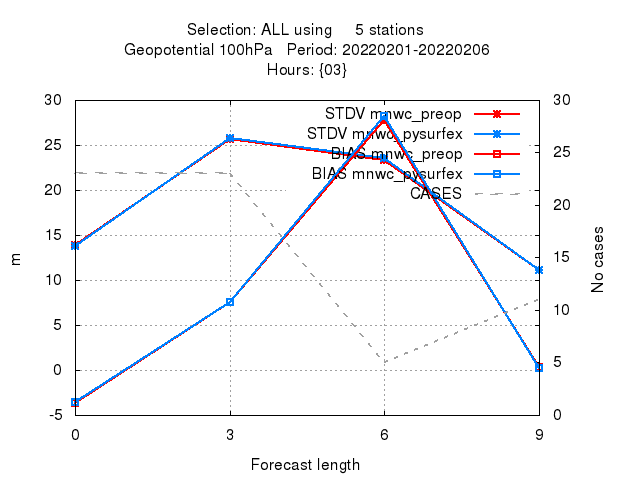 Selection: ALL using 5 stations
Geopotential 100hPa Period: 20220201-20220206
Hours: {03}
STDV mnwc_preop
STDV mnwc_pysurfex
BIAS mnwc_preop
BIAS mnwc_pysurfex
CASES
30
25
20
15
10
5
0
-5
m
30
25
20
15
10
5
0
No cases
0 3 6 9
Forecast length